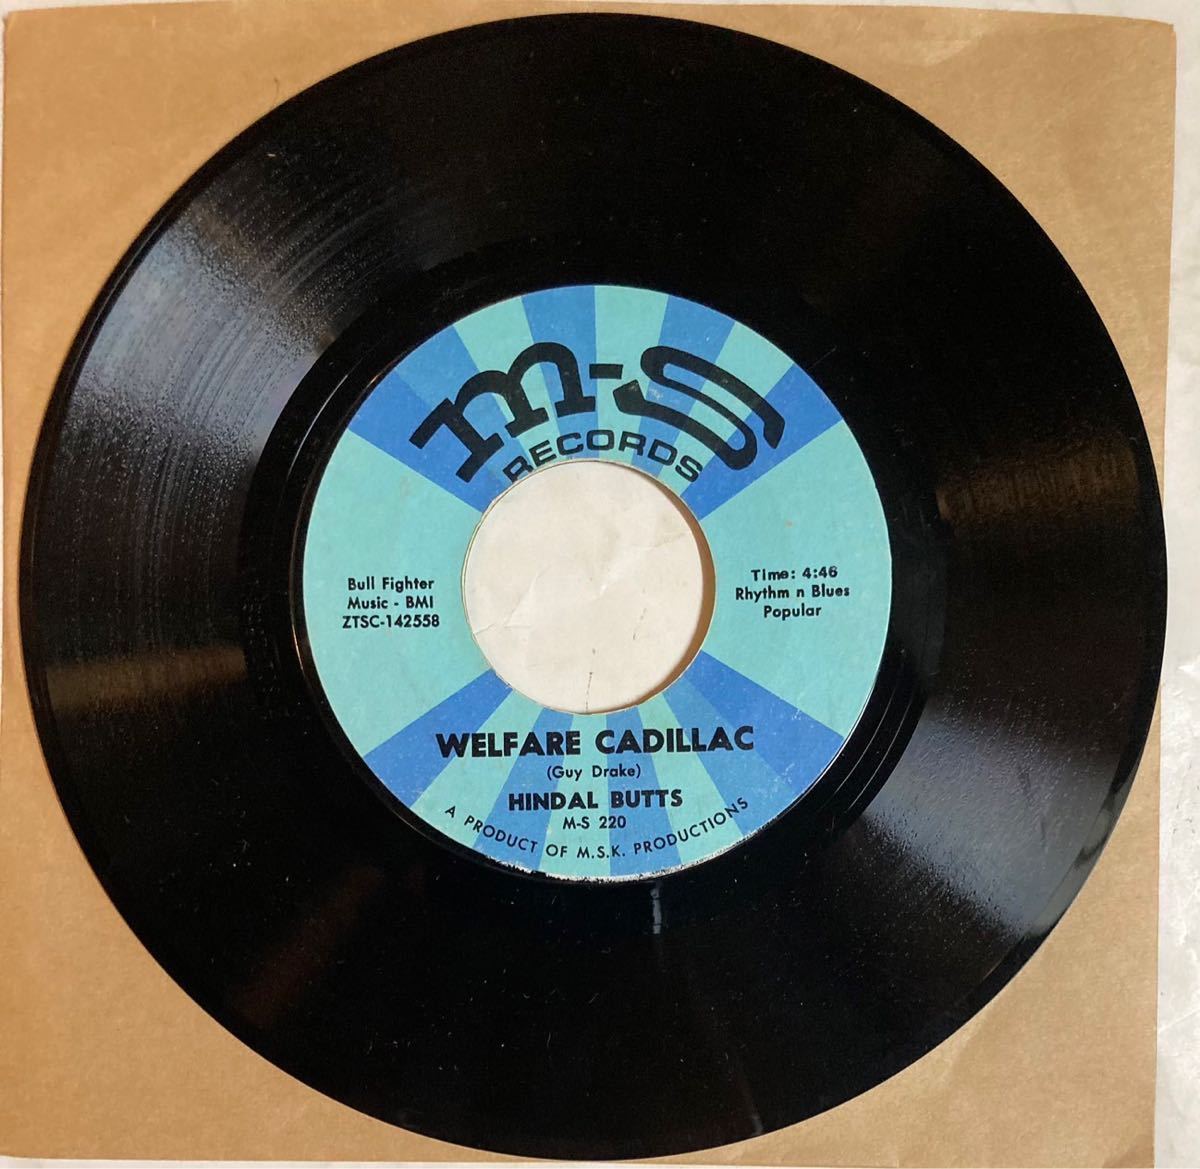 M-S
RECORDS
Bull Fighter
Music - BMI
ZTSC-142558
Time: 4:46
Rhythm n Blues
Popular
WELFARE CADILLAC
(Guy Drake)
HINDAL BUTTS
M-S 220
A PRODUCT OF M.S.K. PRODUCTIONS